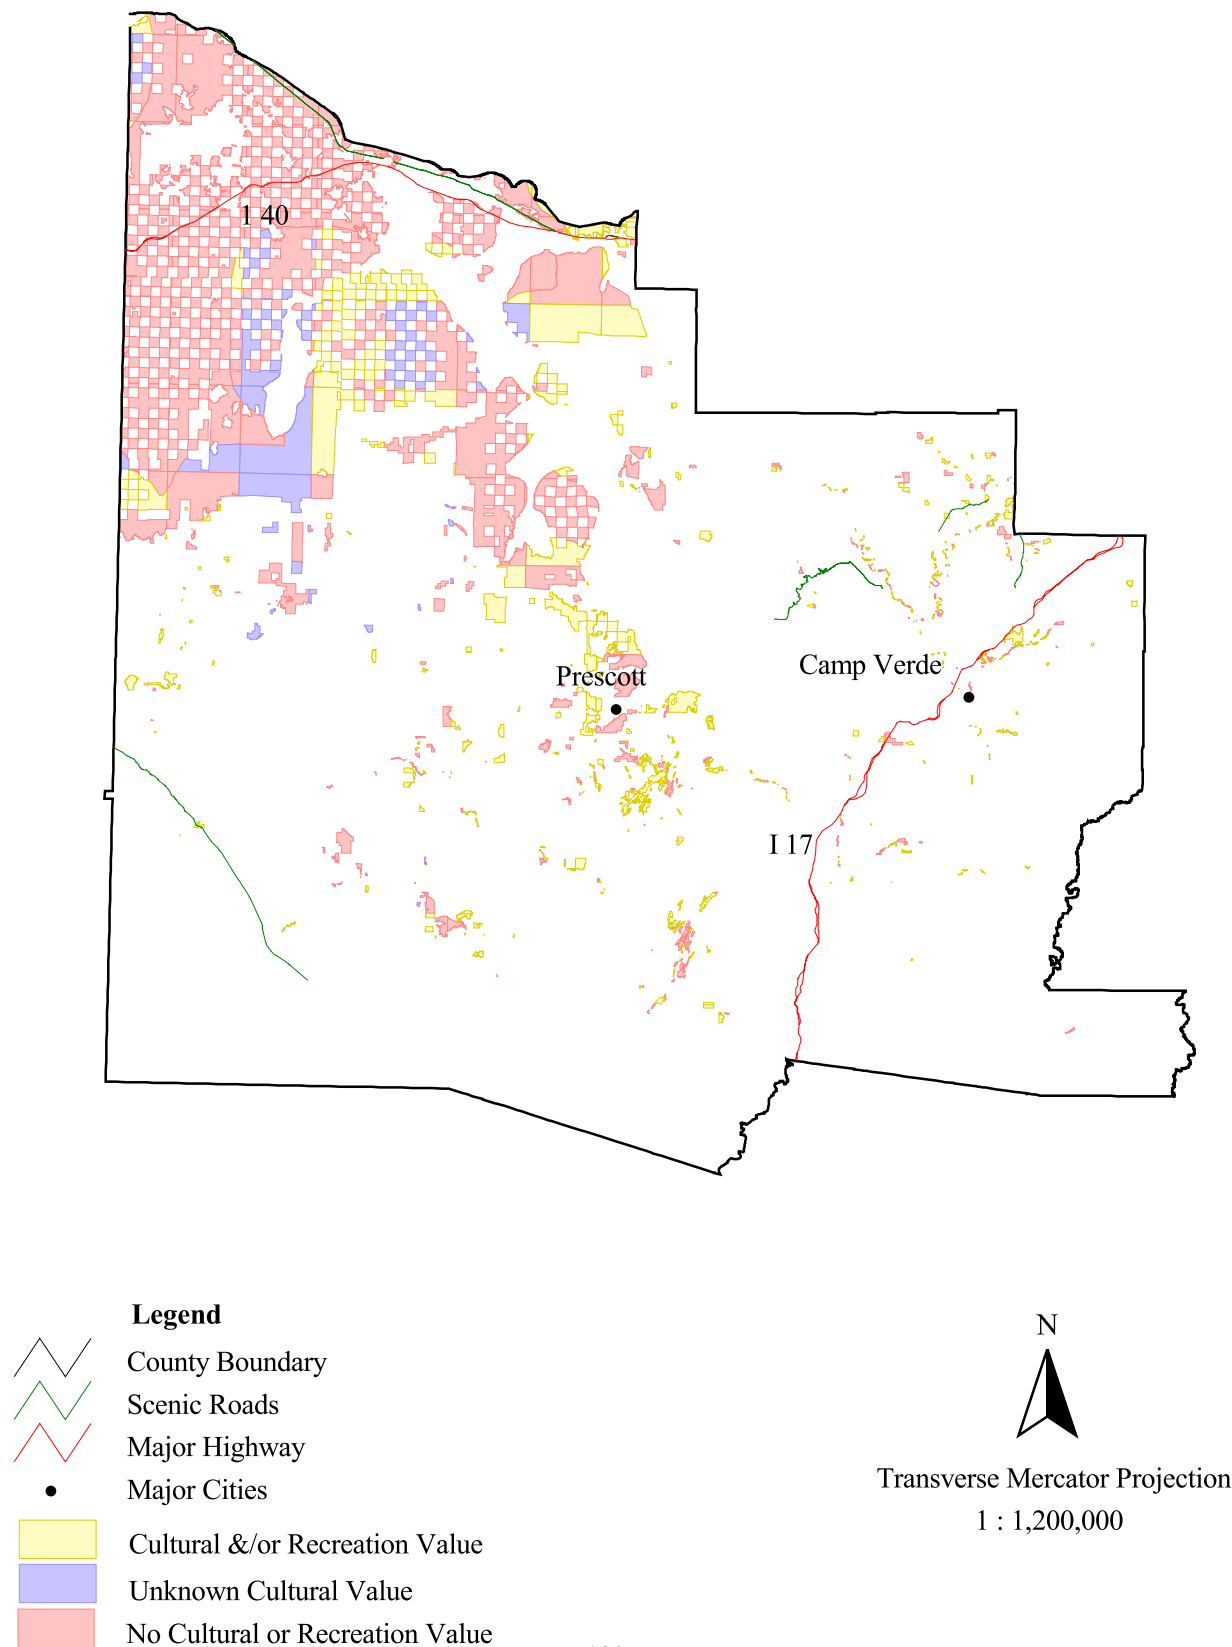 1 40
Prescott
Camp Verde
I 17
Legend
County Boundary
Scenic Roads
Major Highway
Major Cities
Cultural &/or Recreation Value
Unknown Cultural Value
No Cultural or Recreation Value
N
Transverse Mercator Projection
1 : 1,200,000